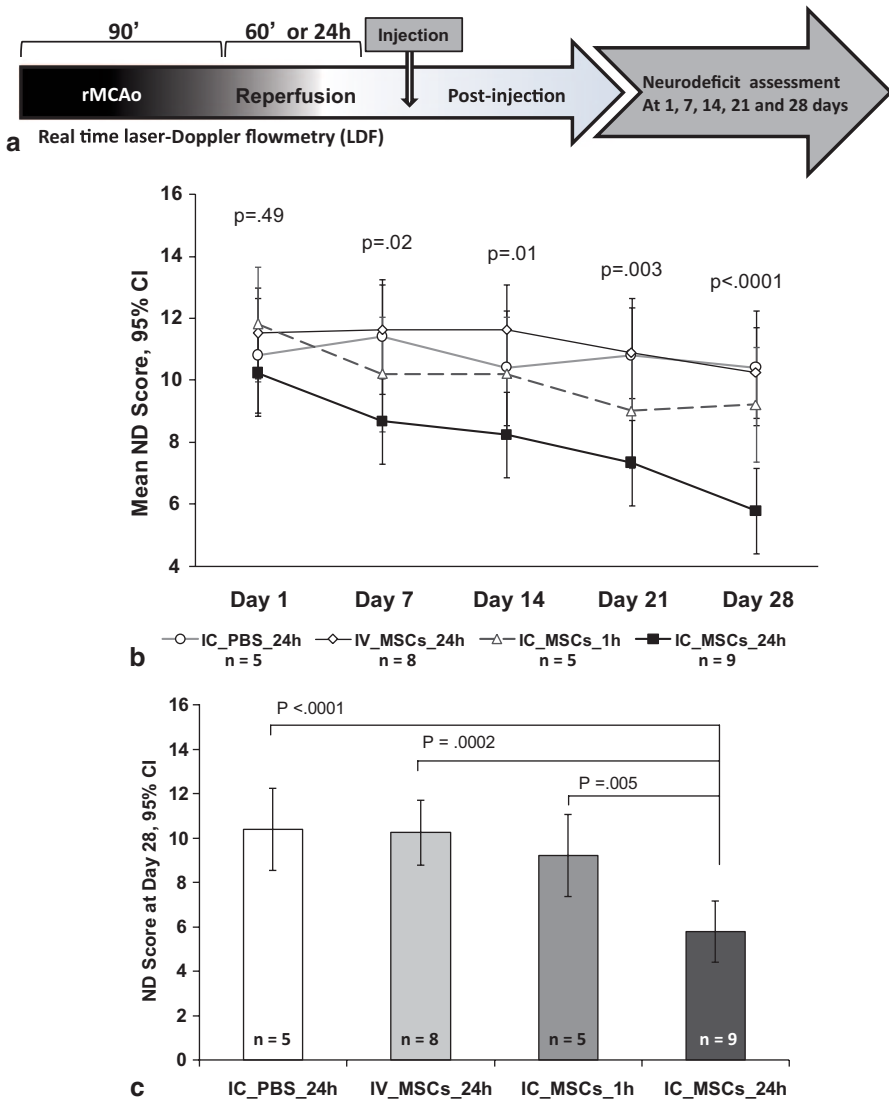 90’ 60’ or 24h Injection
rMCAo Reperfusion Post-injection
Neurodeficit assessment
At 1, 7, 14, 21 and 28 days
a Real time laser-Doppler flowmetry (LDF)
Mean ND Score, 95% CI
16
14
12
10
8
6
4
p=.49
p=.02
p=.01
p=.003
p<.0001
Day 1 Day 7 Day 14 Day 21 Day 28
IC_PBS_24h IV_MSCs_24h IC_MSCs_1h IC_MSCs_24h
n = 5 n = 8 n = 5 n = 9
b
ND Score at Day 28, 95% CI
16
14
12
10
8
6
4
2
0
P <.0001
P = .0002
P =.005
n = 5 n = 8 n = 5 n = 9
IC_PBS_24h IV_MSCs_24h IC_MSCs_1h IC_MSCs_24h
c